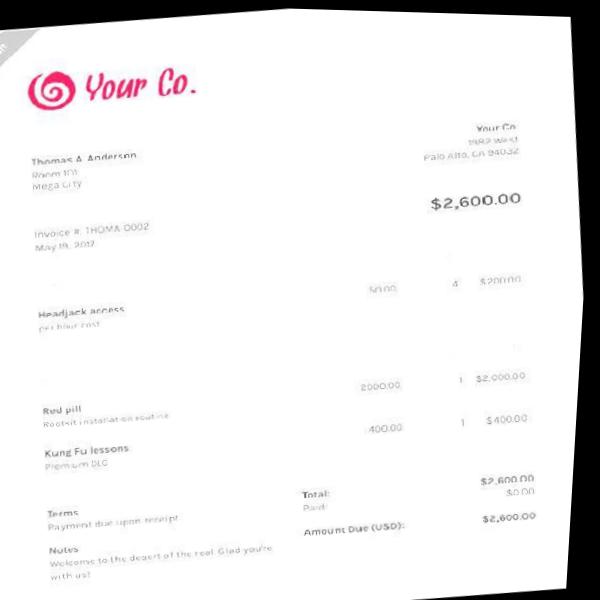 Your Co.
Your Co.
1982 West
Palo Alto, CA 94032
Thomas A. Anderson
Room 101
Mega City
$2,600.00
Invoice #: THOMA-0002
May 19, 2017
Headjack access 50.00 4 $200.00
per hour cost
Red pill 2000.00 1 $2,000.00
Rootkit installation routine
Kung Fu lessons 400.00 1 $400.00
Premium DLC
Total: $2,600.00
Paid: $0.00
Amount Due (USD): $2,600.00
Terms
Payment due upon receipt
Notes
Welcome to the desert of the real. Glad you're
with us!